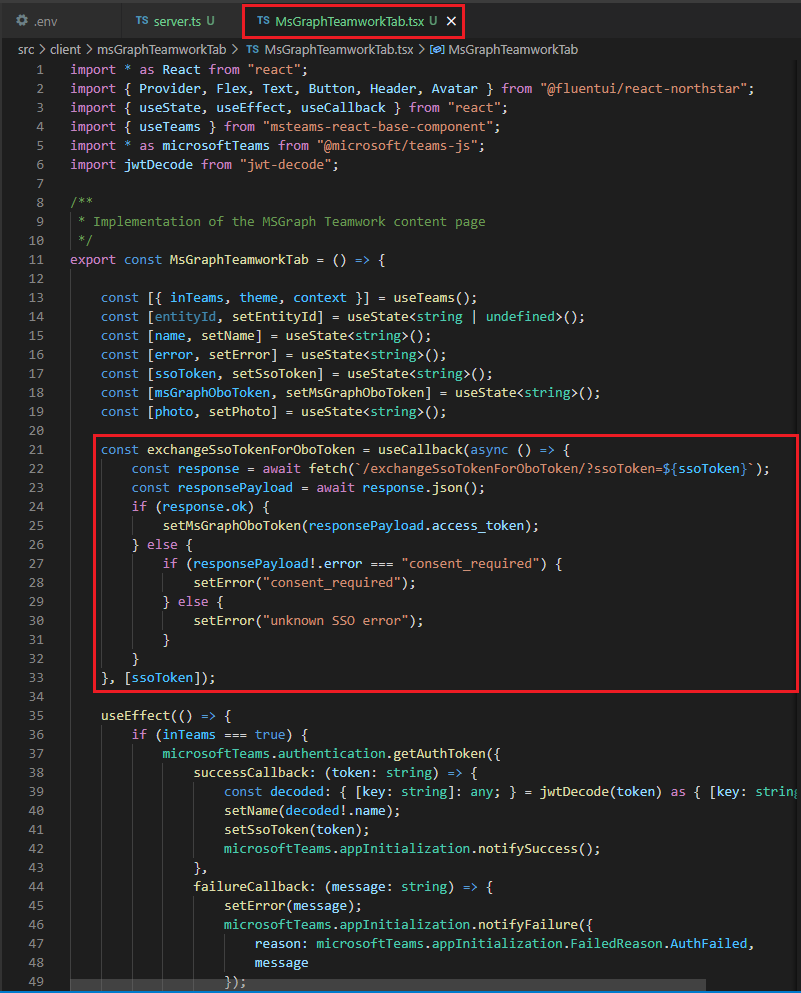 .env TS server.ts U TS MsGraphTeamworkTab.tsx U ×
src > client > msGraphTeamworkTab > TS MsGraphTeamworkTab.tsx > MsGraphTeamworkTab
1 import * as React from "react";
2 import { Provider, Flex, Text, Button, Header, Avatar } from "@fluentui/react-northstar";
3 import { useState, useEffect, useCallback } from "react";
4 import { useTeams } from "msteams-react-base-component";
5 import * as microsoftTeams from "@microsoft/teams-js";
6 import jwtDecode from "jwt-decode";
7
8 /**
9  * Implementation of the MSGraph Teamwork content page
10  */
11 export const MsGraphTeamworkTab = () => {
12
13     const [{ inTeams, theme, context }] = useTeams();
14     const [entityId, setEntityId] = useState<string | undefined>();
15     const [name, setName] = useState<string>();
16     const [error, setError] = useState<string>();
17     const [ssoToken, setSsoToken] = useState<string>();
18     const [msGraphOboToken, setMsGraphOboToken] = useState<string>();
19     const [photo, setPhoto] = useState<string>();
20
21     const exchangeSsoTokenForOboToken = useCallback(async () => {
22         const response = await fetch(`/exchangeSsoTokenForOboToken/?ssoToken=${ssoToken}`);
23         const responsePayload = await response.json();
24         if (response.ok) {
25             setMsGraphOboToken(responsePayload.access_token);
26         } else {
27             if (responsePayload!.error === "consent_required") {
28                 setError("consent_required");
29             } else {
30                 setError("unknown SSO error");
31             }
32         }
33     }, [ssoToken]);
34
35     useEffect(() => {
36         if (inTeams === true) {
37             microsoftTeams.authentication.getAuthToken({
38                 successCallback: (token: string) => {
39                     const decoded: { [key: string]: any; } = jwtDecode(token) as { [key: string
40                     setName(decoded!.name);
41                     setSsoToken(token);
42                     microsoftTeams.appInitialization.notifySuccess();
43                 },
44                 failureCallback: (message: string) => {
45                     setError(message);
46                     microsoftTeams.appInitialization.notifyFailure({
47                         reason: microsoftTeams.appInitialization.FailedReason.AuthFailed,
48                         message
49                     });